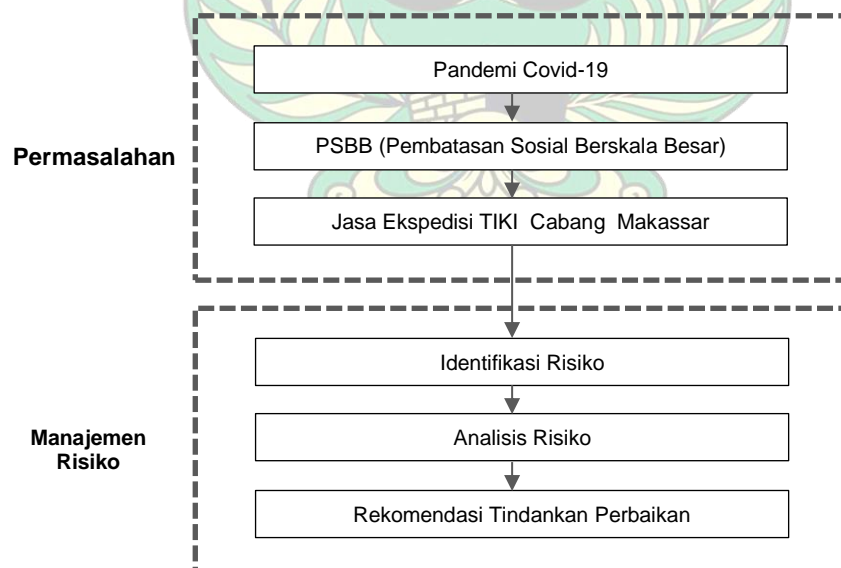 Pandemi Covid-19
Permasalahan
PSBB (Pembatasan Sosial Berskala Besar)
Jasa Ekspedisi TIKI Cabang Makassar
Identifikasi Risiko
Manajemen
Risiko
Analisis Risiko
Rekomendasi Tindankan Perbaikan